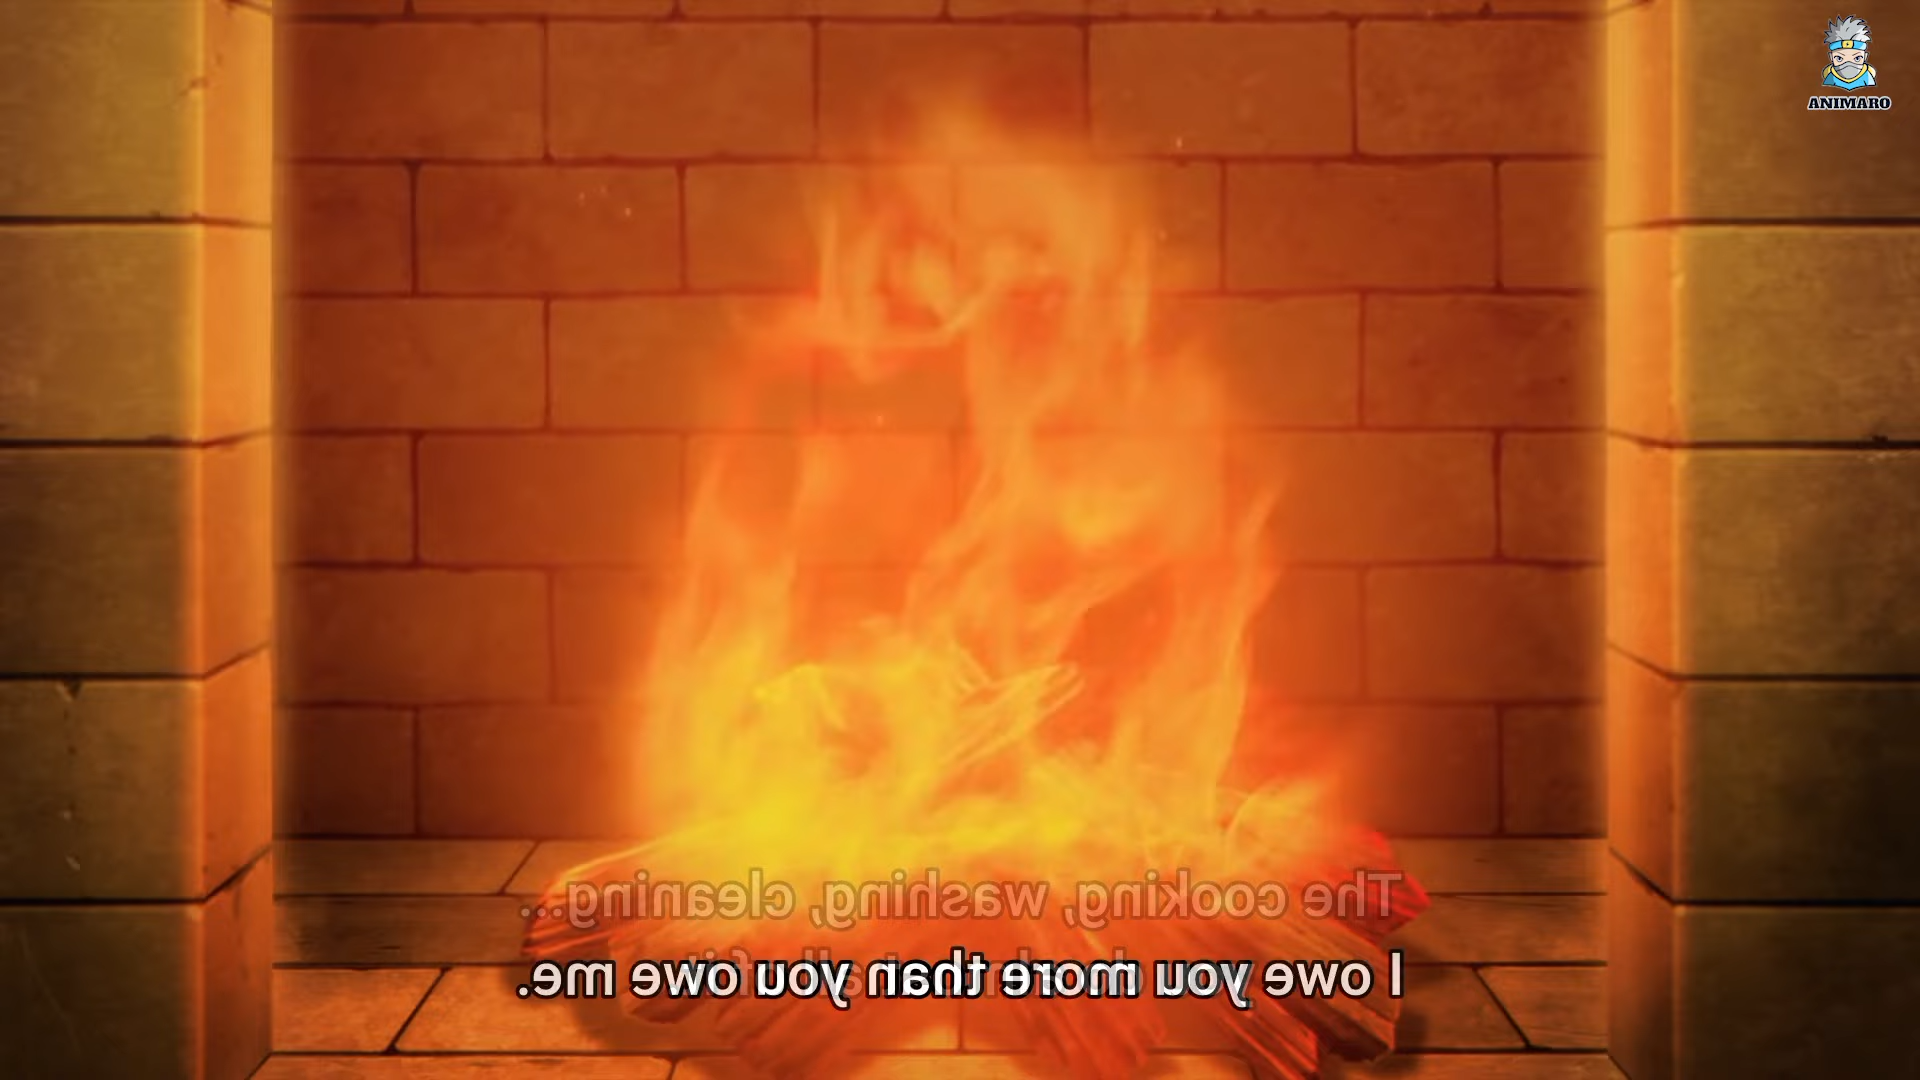 ANIMARO
The cooking, washing, cleaning...
I owe you more than you owe me.